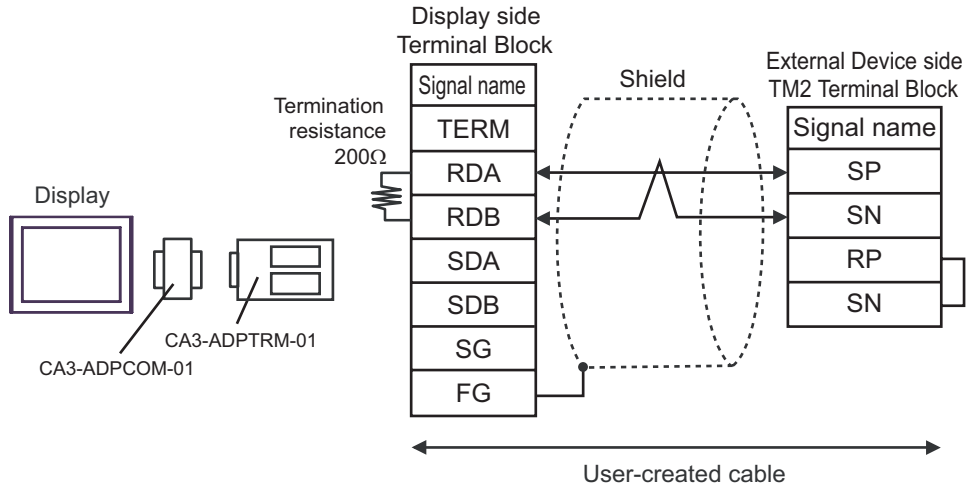 Display side
Terminal Block
Signal name
TERM
RDA
RDB
SDA
SDB
SG
FG
Termination
resistance
200Ω
Shield
External Device side
TM2 Terminal Block
Signal name
SP
SN
RP
SN
Display
CA3-ADPTRM-01
CA3-ADPCOM-01
User-created cable